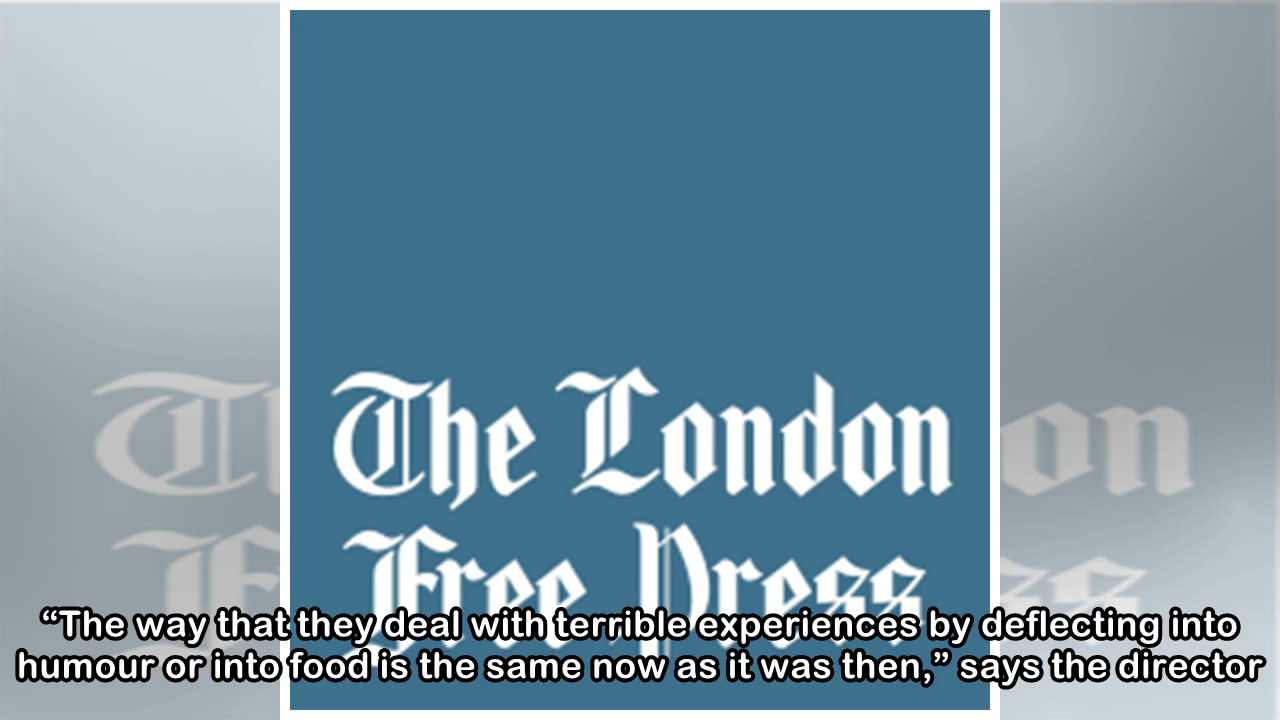 The London
Free Press
“The way that they deal with terrible experiences by deflecting into
humour or into food is the same now as it was then,” says the director